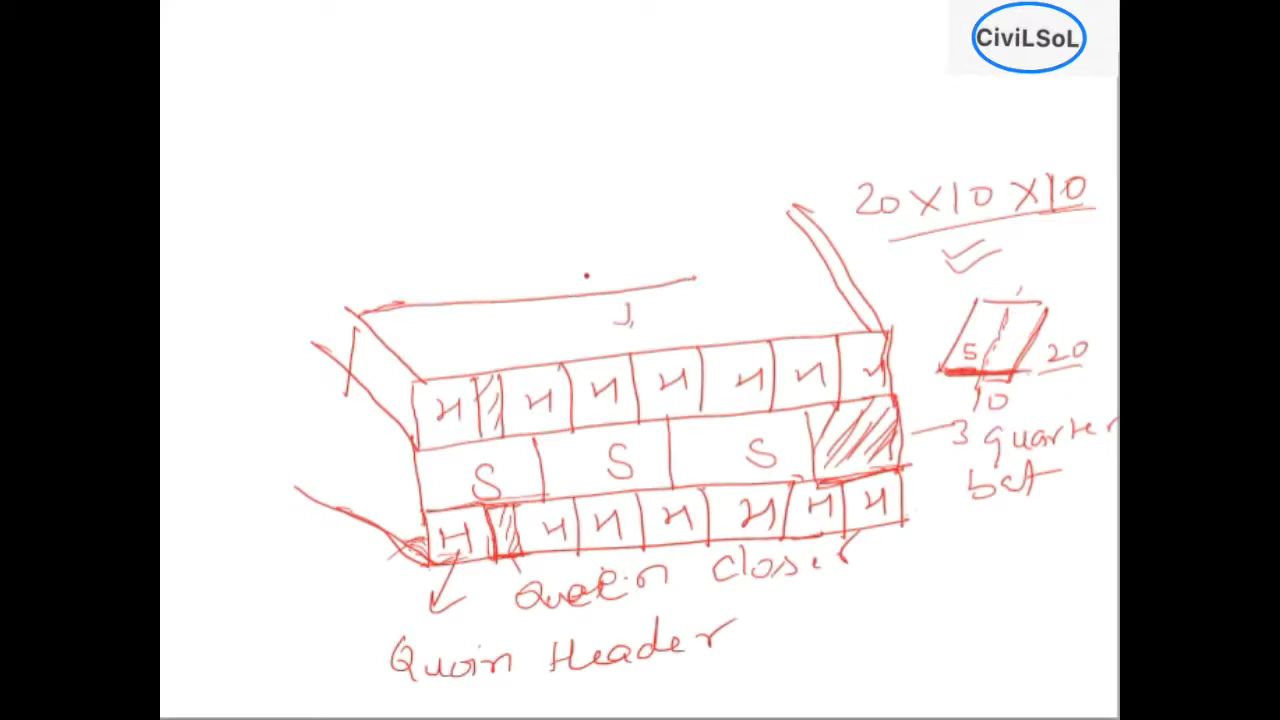 CiviLSoL
20 X 10 X 10
J
H H H H H H H
5 20
10
S S S
3 quarter
bat
H H H H H H H
Queen closer
Quoin Header